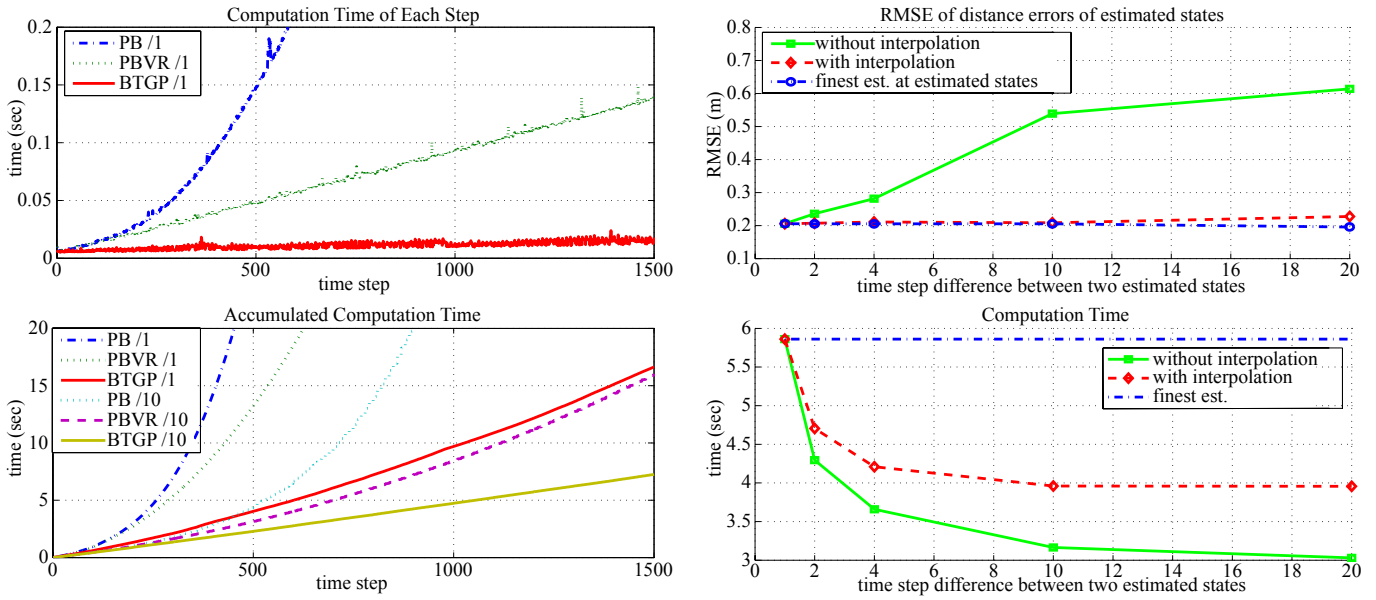 Computation Time of Each Step
time (sec)
0.2
0.15
0.1
0.05
0
PB /1
PBVR /1
BTGP /1
0
500
1000
1500
time step
RMSE of distance errors of estimated states
RMSE (m)
0.8
0.7
0.6
0.5
0.4
0.3
0.2
0.1
without interpolation
with interpolation
finest est. at estimated states
0
2
4
6
8
10
12
14
16
18
20
time step difference between two estimated states
Accumulated Computation Time
time (sec)
20
15
10
5
0
PB /1
PBVR /1
BTGP /1
PB /10
PBVR /10
BTGP /10
0
500
1000
1500
time step
Computation Time
time (sec)
6
5.5
5
4.5
4
3.5
3
without interpolation
with interpolation
finest est.
0
2
4
6
8
10
12
14
16
18
20
time step difference between two estimated states